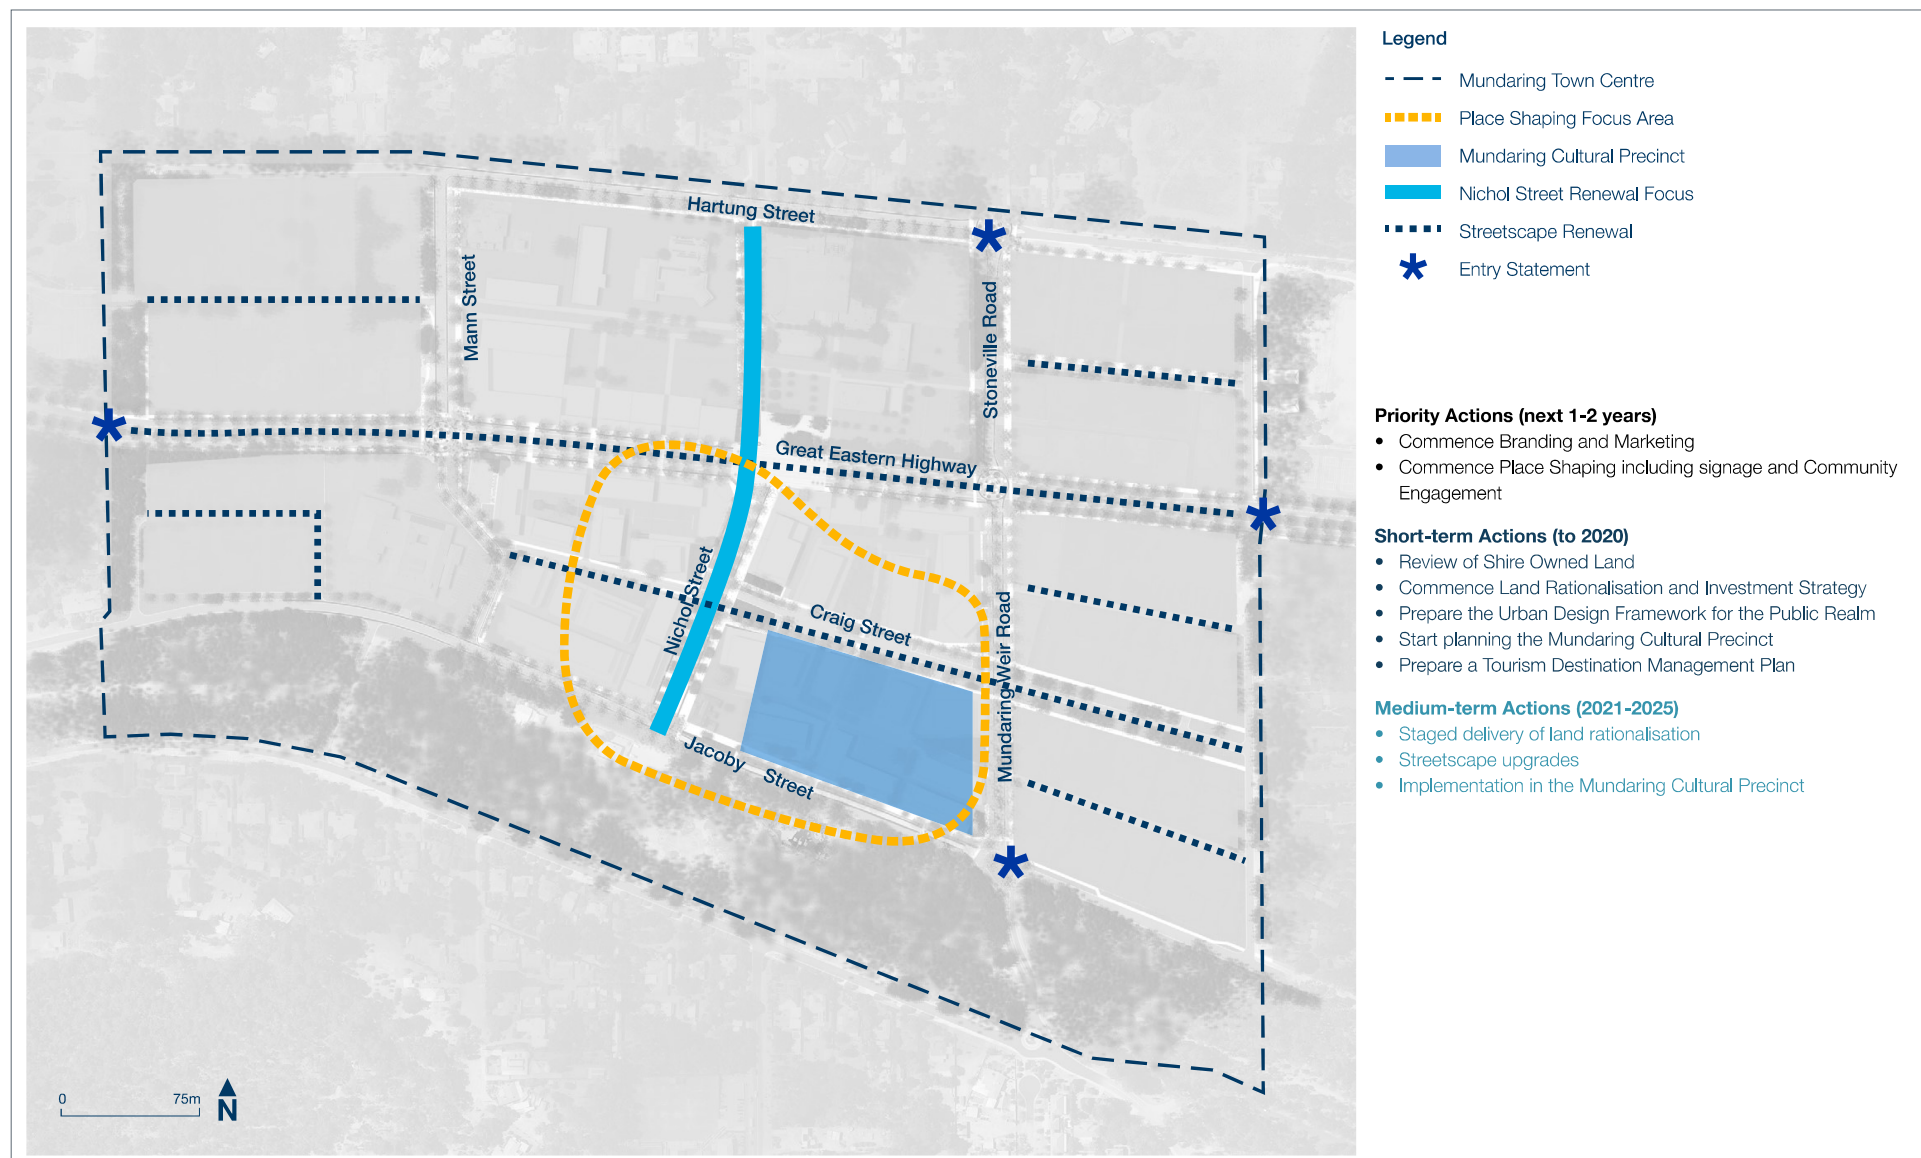 Legend
Mundaring Town Centre
Place Shaping Focus Area
Mundaring Cultural Precinct
Nichol Street Renewal Focus
Streetscape Renewal
Entry Statement
Hartung Street
Mann Street
Stoneville Road
Great Eastern Highway
Nichol Street
Craig Street
Mundaring Weir Road
Jacoby Street
0 75m
N
Priority Actions (next 1-2 years)
• Commence Branding and Marketing
• Commence Place Shaping including signage and Community
Engagement
Short-term Actions (to 2020)
• Review of Shire Owned Land
• Commence Land Rationalisation and Investment Strategy
• Prepare the Urban Design Framework for the Public Realm
• Start planning the Mundaring Cultural Precinct
• Prepare a Tourism Destination Management Plan
Medium-term Actions (2021-2025)
• Staged delivery of land rationalisation
• Streetscape upgrades
• Implementation in the Mundaring Cultural Precinct